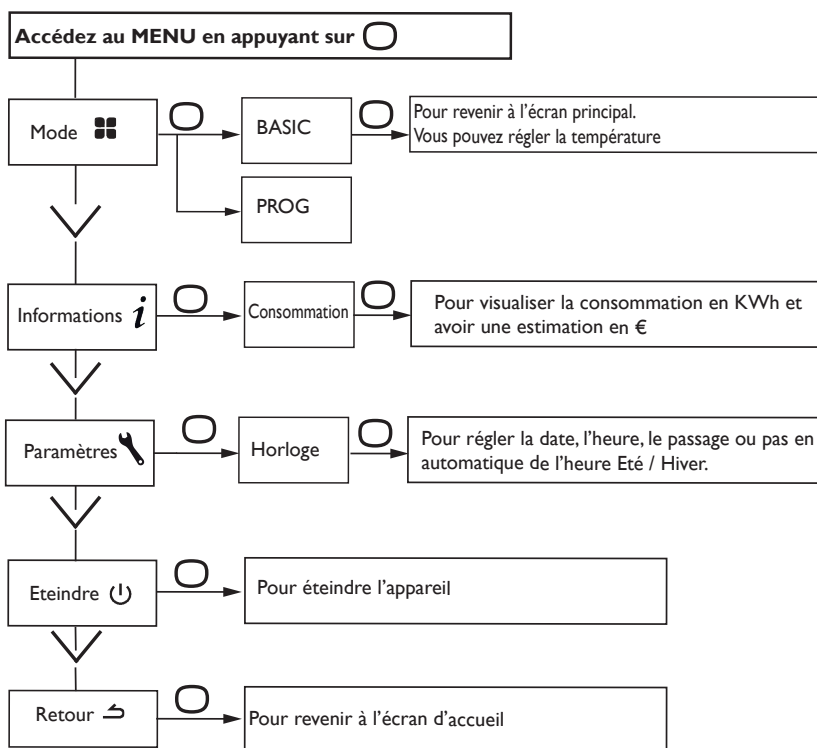 Accédez au MENU en appuyant sur
Mode
BASIC
Pour revenir à l'écran principal.
Vous pouvez régler la température
PROG
Informations i
Consommation
Pour visualiser la consommation en KWh et
avoir une estimation en €
Paramètres
Horloge
Pour régler la date, l'heure, le passage ou pas en
automatique de l'heure Eté / Hiver.
Eteindre
Pour éteindre l'appareil
Retour
Pour revenir à l'écran d'accueil